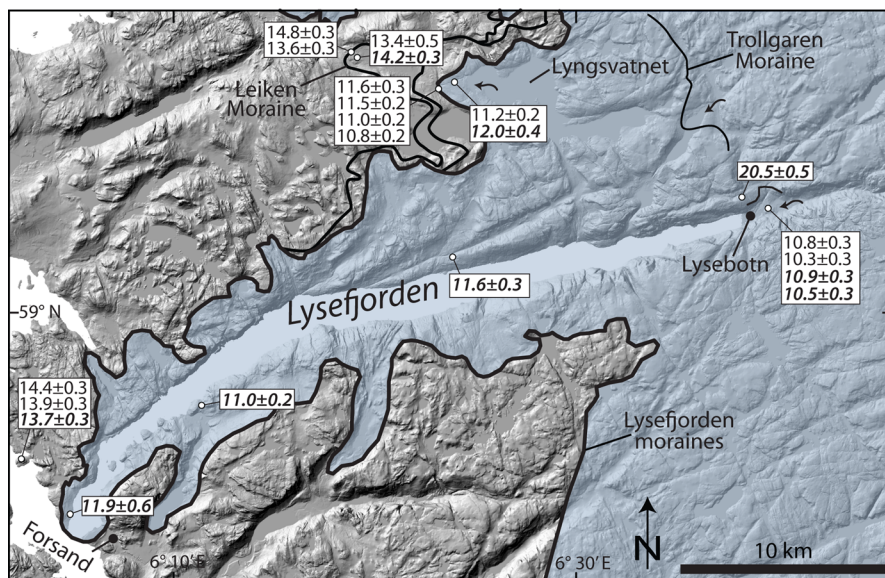 14.8±0.3
13.6±0.3
13.4±0.5
14.2±0.3
Leiken
Moraine
Lyngsvatnet
Trollgaren
Moraine
11.6±0.3
11.5±0.2
11.0±0.2
10.8±0.2
11.2±0.2
12.0±0.4
20.5±0.5
Lysebotn
10.8±0.3
10.3±0.3
10.9±0.3
10.5±0.3
11.6±0.3
Lysefjorden
59° N
14.4±0.3
13.9±0.3
13.7±0.3
11.0±0.2
Lysefjorden
moraines
11.9±0.6
Forsand
6° 10′ E
6° 30′ E
N
10 km